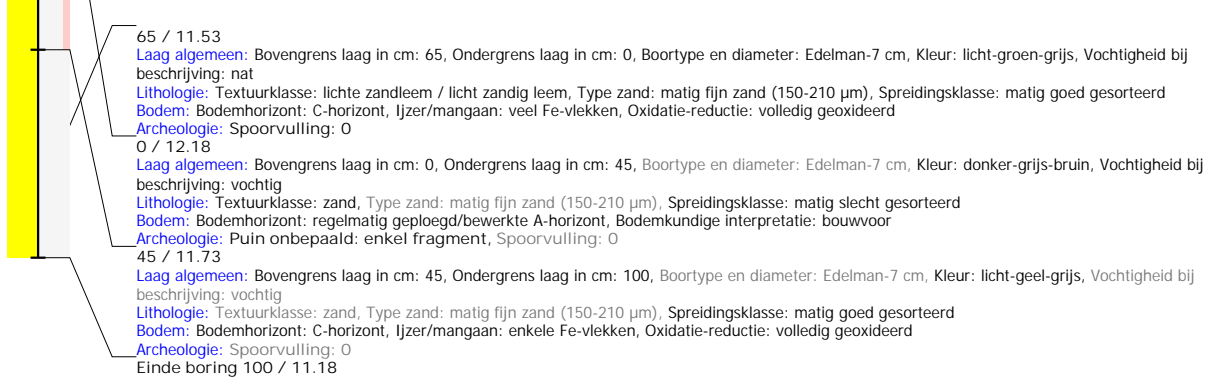 65 / 11.53
Laag algemeen: Bovengrens laag in cm: 65, Ondergrens laag in cm: 0, Boortype en diameter: Edelman-7 cm, Kleur: licht-groen-grijs, Vochtigheid bij
beschrijving: nat
Lithologie: Textuurklasse: lichte zandleem / licht zandig leem, Type zand: matig fijn zand (150-210 µm), Spreidingsklasse: matig goed gesorteerd
Bodem: Bodemhorizont: C-horizont, Ijzer/mangaan: veel Fe-vlekken, Oxidatie-reductie: volledig geoxideerd
Archeologie: Spoorvulling: 0
0 / 12.18
Laag algemeen: Bovengrens laag in cm: 0, Ondergrens laag in cm: 45, Boortype en diameter: Edelman-7 cm, Kleur: donker-grijs-bruin, Vochtigheid bij
beschrijving: vochtig
Lithologie: Textuurklasse: zand, Type zand: matig fijn zand (150-210 µm), Spreidingsklasse: matig slecht gesorteerd
Bodem: Bodemhorizont: regelmatig geploegd/bewerkte A-horizont, Bodemkundige interpretatie: bouwvoor
Archeologie: Puin onbepaald: enkel fragment, Spoorvulling: 0
45 / 11.73
Laag algemeen: Bovengrens laag in cm: 45, Ondergrens laag in cm: 100, Boortype en diameter: Edelman-7 cm, Kleur: licht-geel-grijs, Vochtigheid bij
beschrijving: vochtig
Lithologie: Textuurklasse: zand, Type zand: matig fijn zand (150-210 µm), Spreidingsklasse: matig goed gesorteerd
Bodem: Bodemhorizont: C-horizont, Ijzer/mangaan: enkele Fe-vlekken, Oxidatie-reductie: volledig geoxideerd
Archeologie: Spoorvulling: 0
Einde boring 100 / 11.18